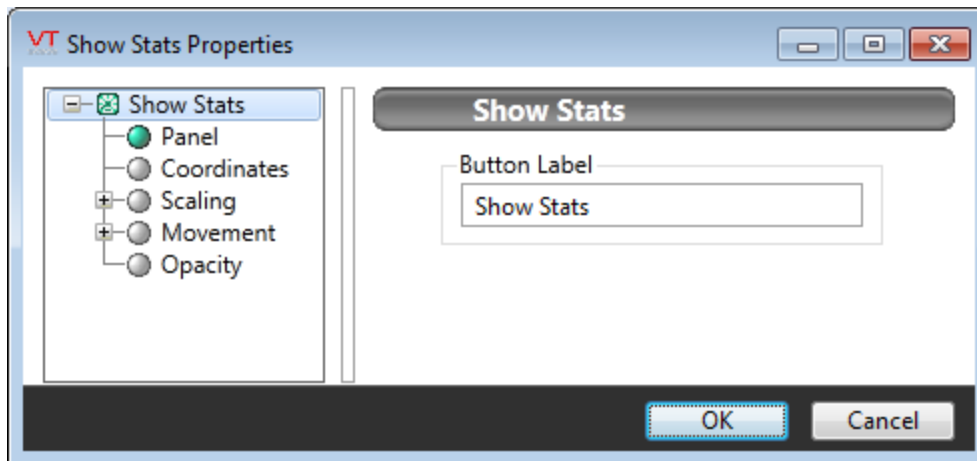 VT Show Stats Properties
Show Stats
Panel
Coordinates
Scaling
Movement
Opacity
Show Stats
Button Label
Show Stats
OK
Cancel